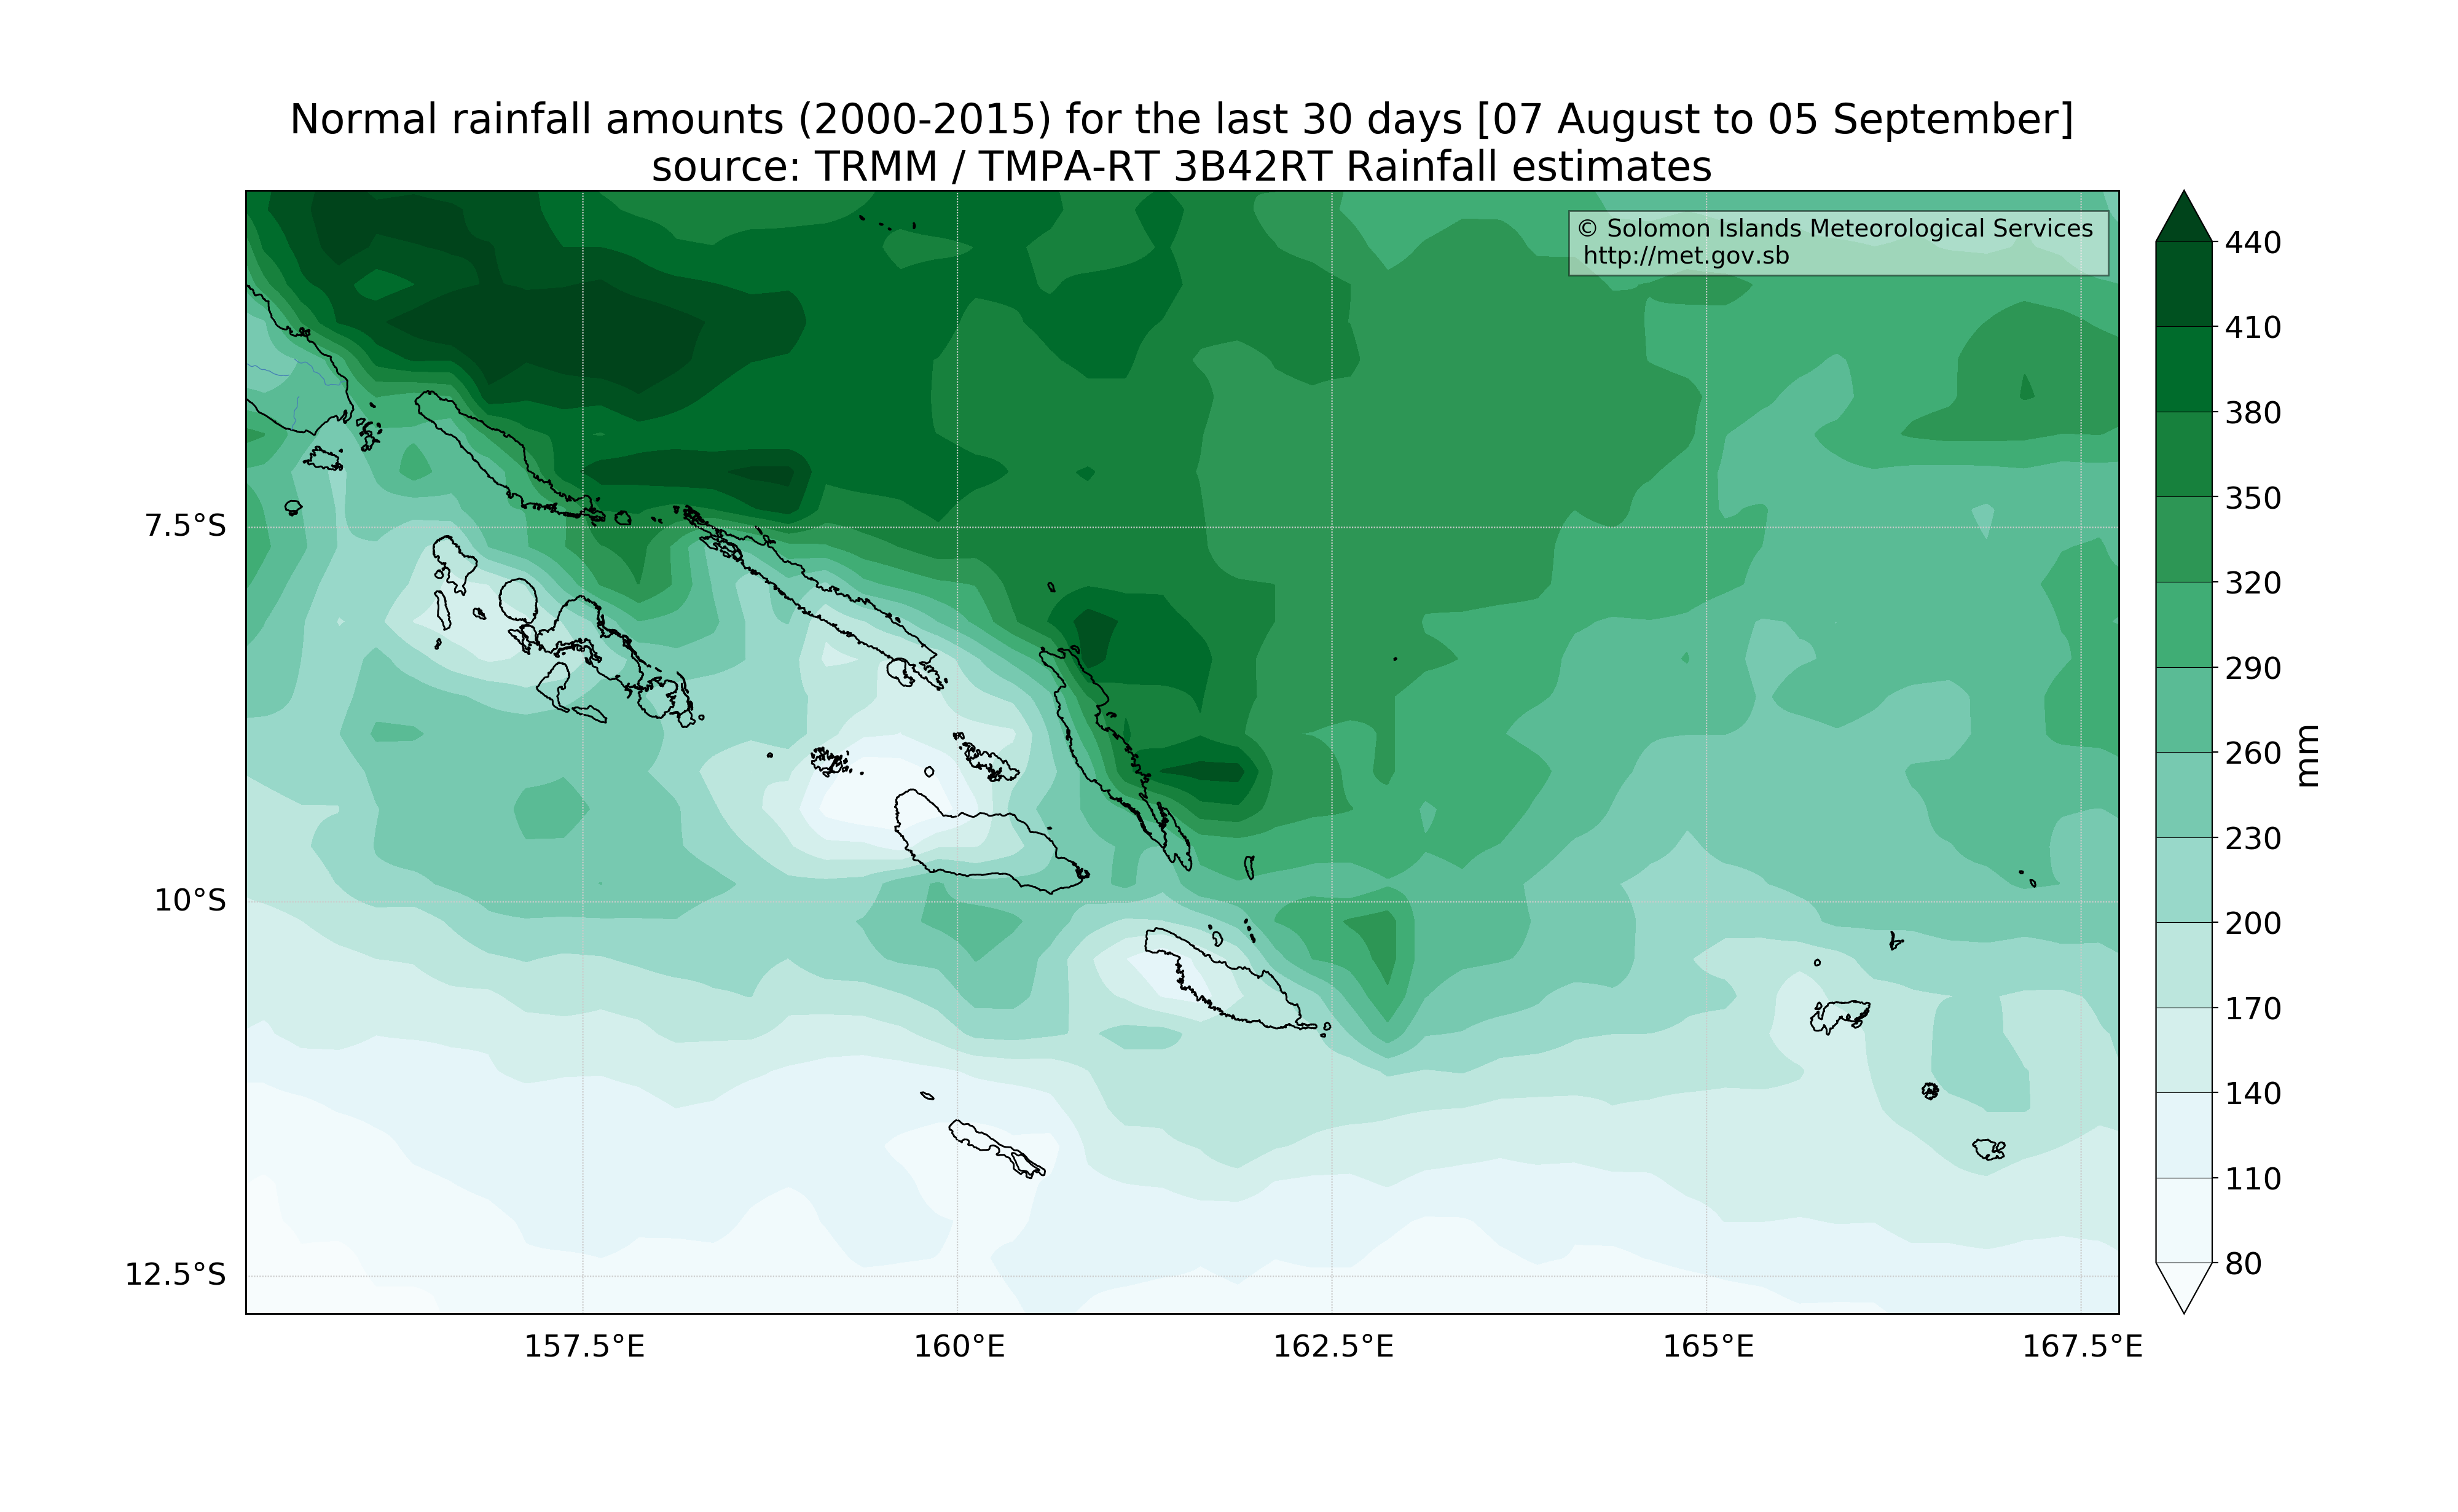 Normal rainfall amounts (2000-2015) for the last 30 days [07 August to 05 September]
source: TRMM / TMPA-RT 3B42RT Rainfall estimates
© Solomon Islands Meteorological Services
http://met.gov.sb
440
410
380
350
320
290
260
230
200
170
140
110
80
mm
7.5°S
10°S
12.5°S
157.5°E
160°E
162.5°E
165°E
167.5°E